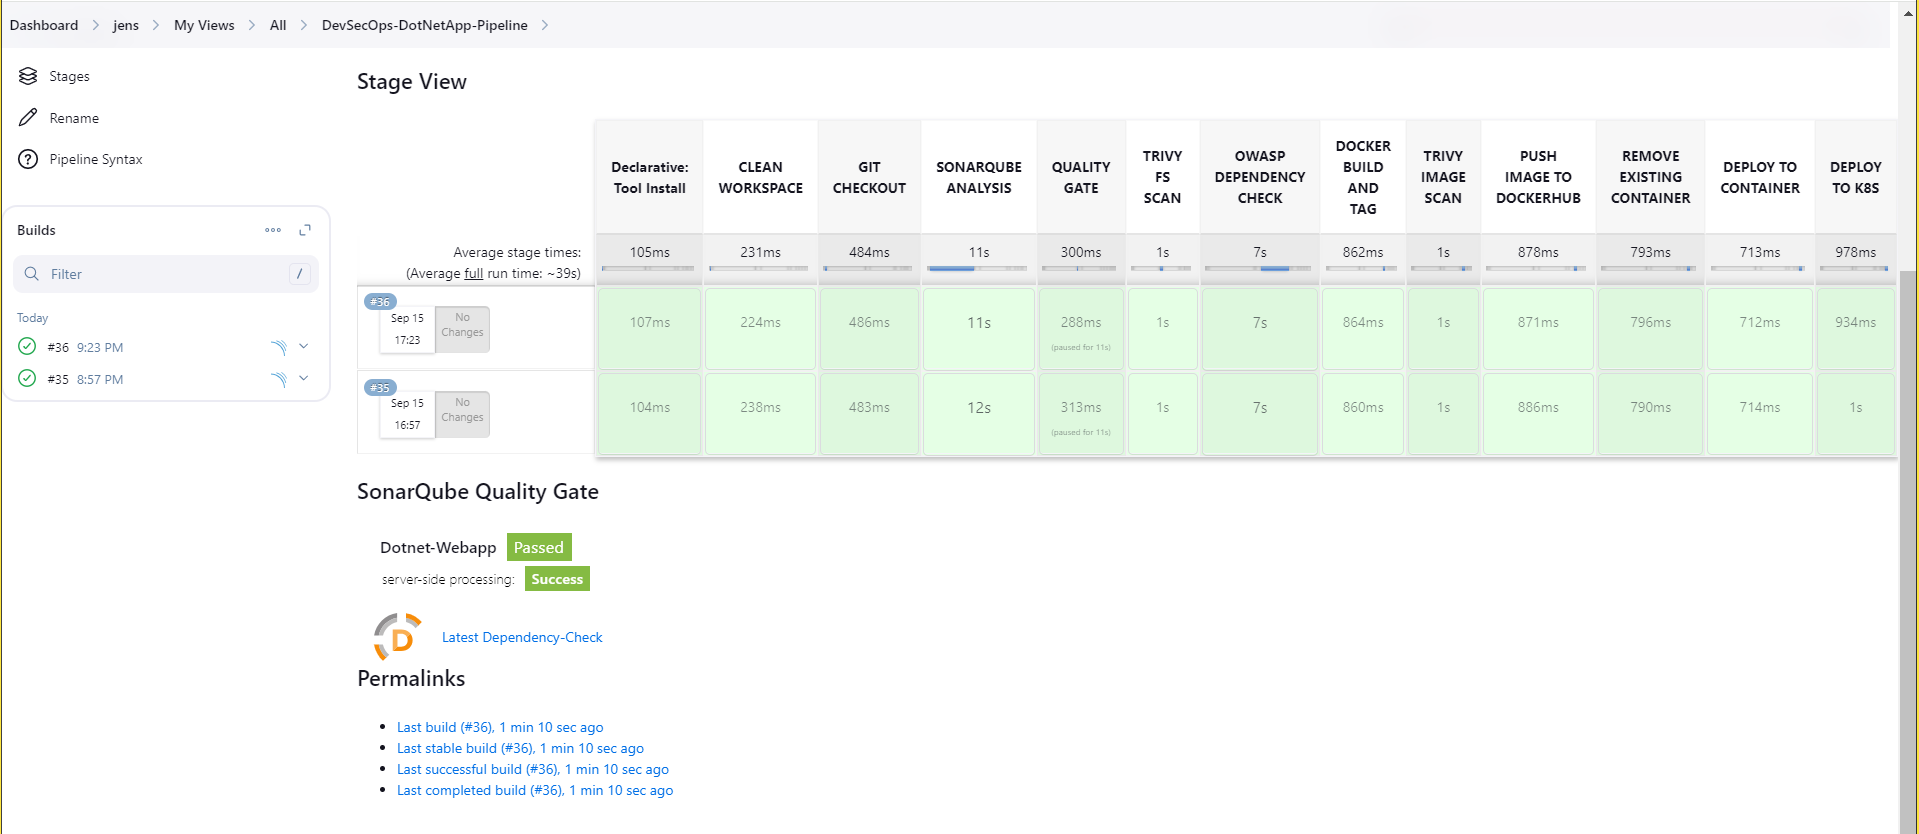 Dashboard > jens > My Views > All > DevSecOps-DotNetApp-Pipeline >
Stages
Rename
Pipeline Syntax
Builds
Filter /
Today
#36 9:23 PM
#35 8:57 PM
Stage View
Declarative: Tool Install
CLEAN WORKSPACE
GIT CHECKOUT
SONARQUBE ANALYSIS
QUALITY GATE
TRIVY FS SCAN
OWASP DEPENDENCY CHECK
DOCKER BUILD AND TAG
TRIVY IMAGE SCAN
PUSH IMAGE TO DOCKERHUB
REMOVE EXISTING CONTAINER
DEPLOY TO CONTAINER
DEPLOY TO K8S
Average stage times:
(Average full run time: ~39s)
105ms 231ms 484ms 11s 300ms 1s 7s 862ms 1s 878ms 793ms 713ms 978ms
#36
Sep 15
17:23
No Changes
107ms 224ms 486ms 11s 288ms 1s 7s 864ms 1s 871ms 796ms 712ms 934ms
(paused for 11s)
#35
Sep 15
16:57
No Changes
104ms 238ms 483ms 12s 313ms 1s 7s 860ms 1s 886ms 790ms 714ms 1s
(paused for 11s)
SonarQube Quality Gate
Dotnet-Webapp Passed
server-side processing: Success
D
Latest Dependency-Check
Permalinks
Last build (#36), 1 min 10 sec ago
Last stable build (#36), 1 min 10 sec ago
Last successful build (#36), 1 min 10 sec ago
Last completed build (#36), 1 min 10 sec ago